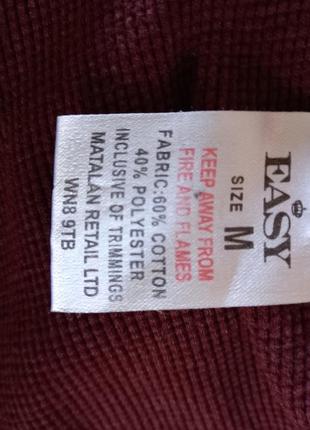 EASY
SIZE M
KEEP AWAY FROM
FIRE AND FLAMES
FABRIC:60% COTTON
40% POLYESTER
INCLUSIVE OF TRIMMINGS
MATALAN RETAIL LTD
WN8 9TB